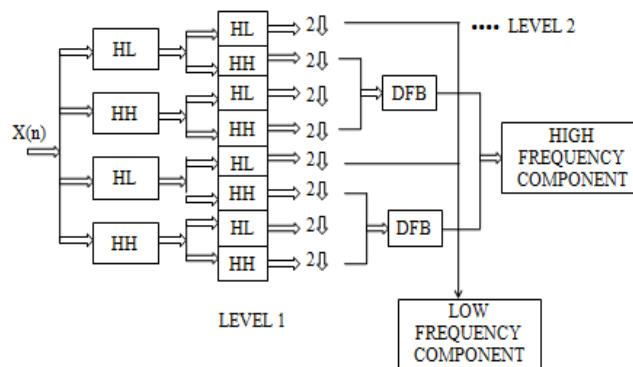 HL
2⇩
•••• LEVEL 2
HL
HH
2⇩
HL
2⇩
DFB
HH
X(n)
HH
2⇩
HIGH
FREQUENCY
COMPONENT
HL
2⇩
HL
HH
2⇩
HL
2⇩
DFB
HH
HH
2⇩
LEVEL 1
LOW
FREQUENCY
COMPONENT